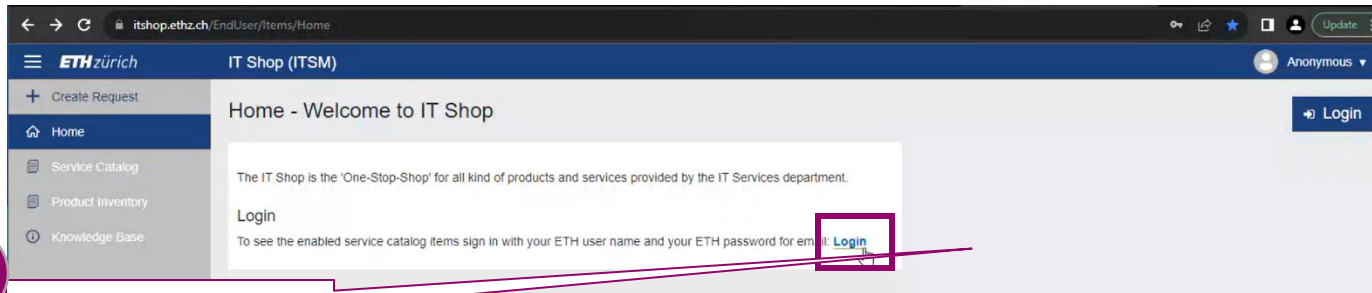 itshop.ethz.ch/EndUser/Items/Home
Update
ETHzürich
IT Shop (ITSM)
Anonymous
Create Request
Home - Welcome to IT Shop
Login
Home
Service Catalog
The IT Shop is the 'One-Stop-Shop' for all kind of products and services provided by the IT Services department.
Product Inventory
Login
Knowledge Base
To see the enabled service catalog items sign in with your ETH user name and your ETH password for email: Login